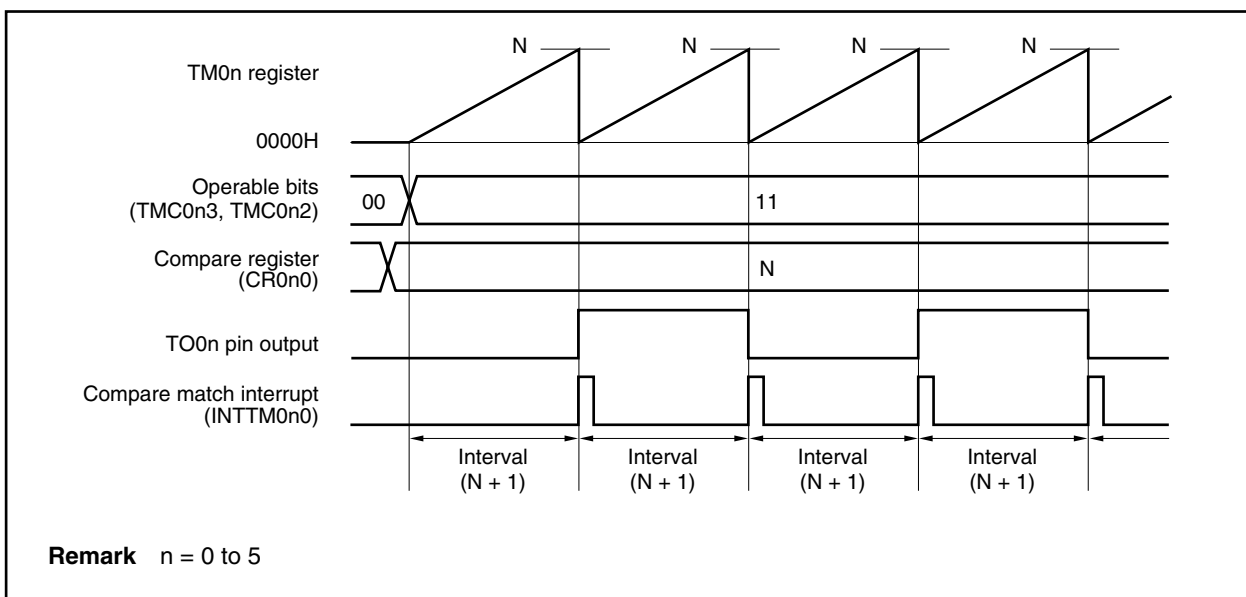 N N N N
TM0n register
0000H
Operable bits
(TMC0n3, TMC0n2)
00 11
Compare register
(CR0n0)
N
TO0n pin output
Compare match interrupt
(INTTM0n0)
Interval Interval Interval Interval
(N + 1) (N + 1) (N + 1) (N + 1)
Remark n = 0 to 5